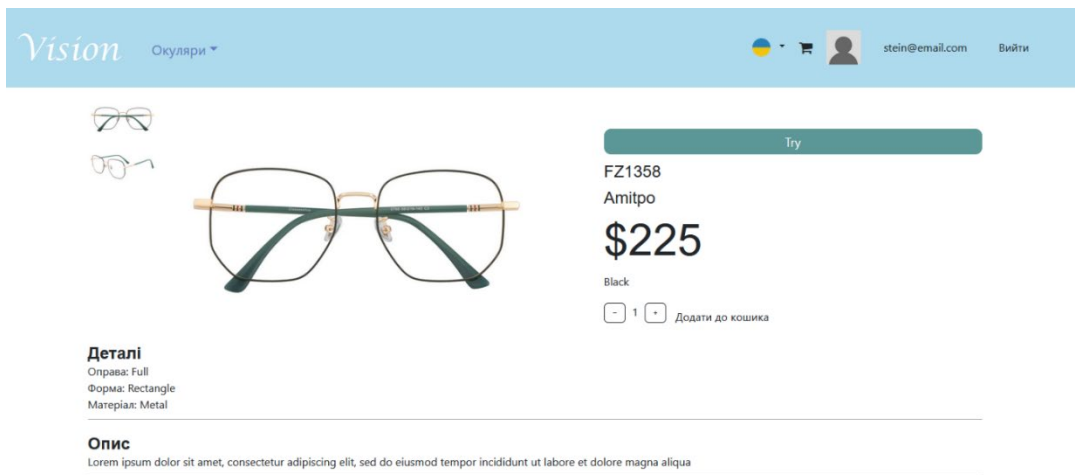 Vision
Окуляри
stein@email.com
Вийти
Try
FZ1358
Amitpo
$225
Black
- 1 + Додати до кошика
Деталі
Оправа: Full
Форма: Rectangle
Матеріал: Metal
Опис
Lorem ipsum dolor sit amet, consectetur adipiscing elit, sed do eiusmod tempor incididunt ut labore et dolore magna aliqua